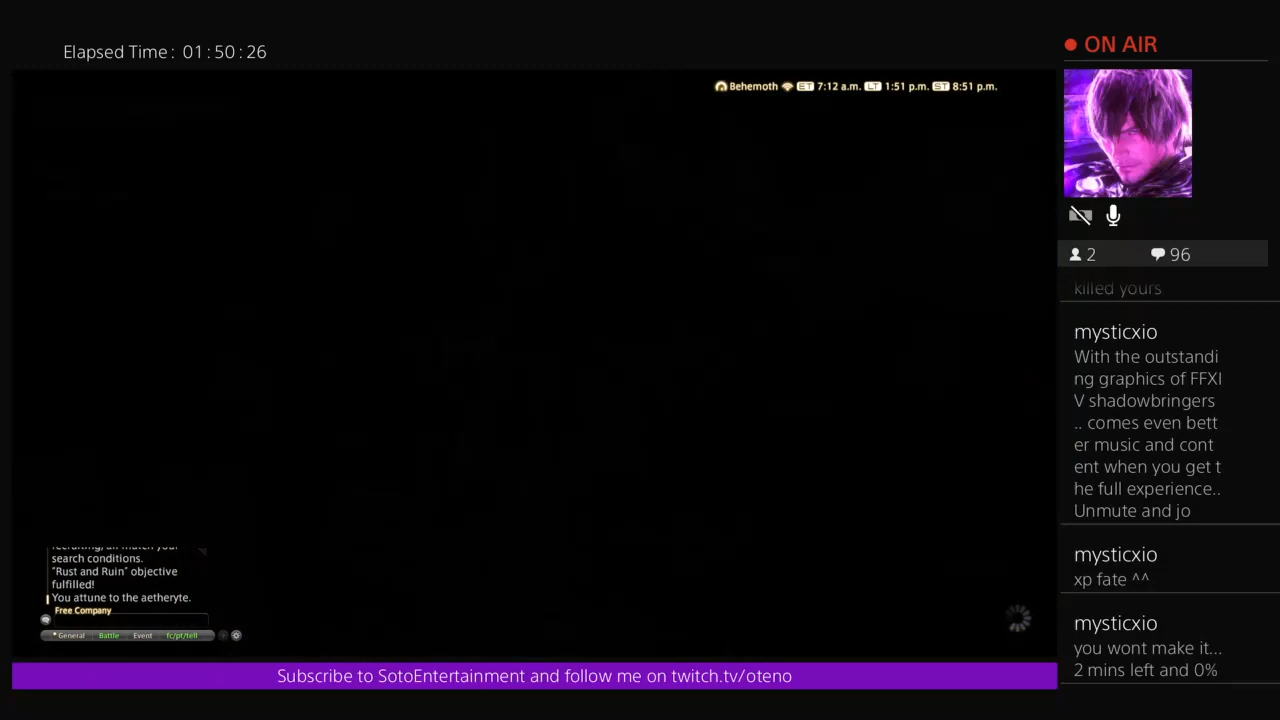 Elapsed Time: 01:50:26
ON AIR
Behemoth ET 7:12 a.m. LT 1:51 p.m. ST 8:51 p.m.
2 96
killed yours
mysticxio
With the outstandi
ng graphics of FFXI
V shadowbringers
.. comes even bett
er music and cont
ent when you get t
he full experience..
Unmute and jo
mysticxio
xp fate ^^
mysticxio
you wont make it...
2 mins left and 0%
recruiting, all match your
search conditions.
"Rust and Ruin" objective
fulfilled!
You attune to the aetheryte.
Free Company
General Battle Event fc/pt/tell
Subscribe to SotoEntertainment and follow me on twitch.tv/oteno